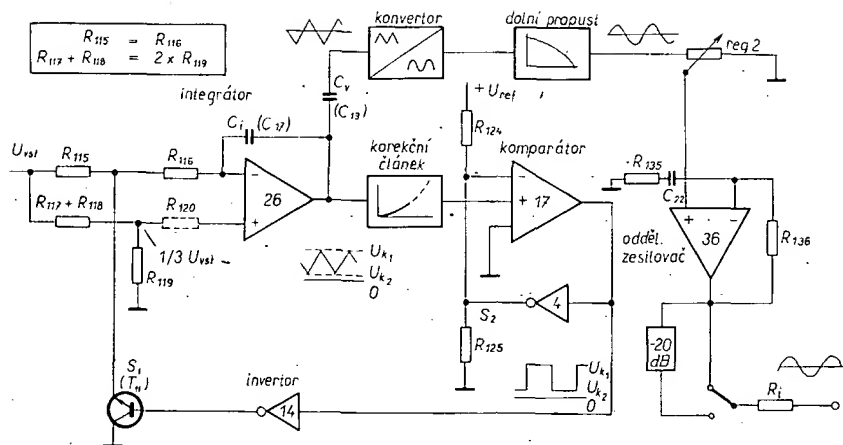 R115 = R116
R117 + R118 = 2 x R119
konvertor
dolní propust
reg 2
integrátor
Cv
(C13)
+ Uref
Ci (C17)
R124
komparátor
korekční
článek
Uvst
R115
R116
R135
C22
- 
26
+
- 
+ 17
+ -
36
R117 + R118
R120
odděl.
zesilovač
R136
1/3 Uvst
R119
Uk1
Uk2
0
4
S2
R125
-20
dB
Uk1
Uk2
0
S1
(T11)
invertor
14
Ri